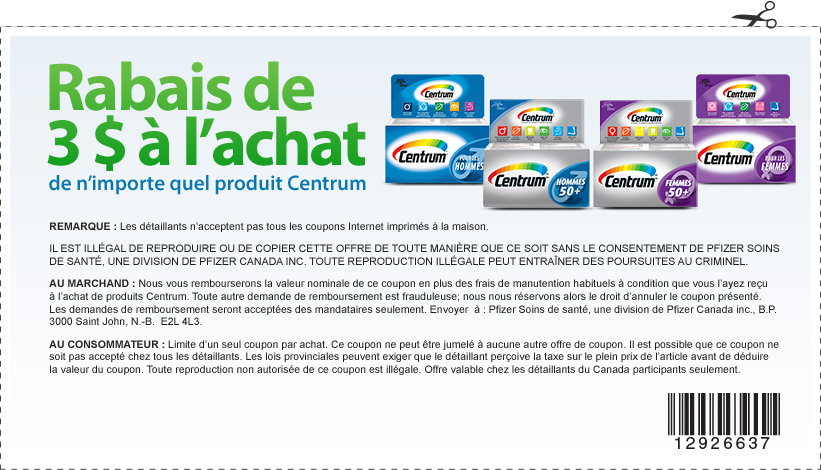 Rabais de
3 $ à l’achat
de n’importe quel produit Centrum
Centrum
Centrum
POUR LES
HOMMES
Centrum
Centrum
HOMMES
50+
Centrum
Centrum
FEMMES
50+
Centrum
Centrum
POUR LES
FEMMES
REMARQUE : Les détaillants n’acceptent pas tous les coupons Internet imprimés à la maison.
IL EST ILLÉGAL DE REPRODUIRE OU DE COPIER CETTE OFFRE DE TOUTE MANIÈRE QUE CE SOIT SANS LE CONSENTEMENT DE PFIZER SOINS
DE SANTÉ, UNE DIVISION DE PFIZER CANADA INC. TOUTE REPRODUCTION ILLÉGALE PEUT ENTRAÎNER DES POURSUITES AU CRIMINEL.
AU MARCHAND : Nous vous rembourserons la valeur nominale de ce coupon en plus des frais de manutention habituels à condition que vous l’ayez reçu
à l’achat de produits Centrum. Toute autre demande de remboursement est frauduleuse; nous nous réservons alors le droit d’annuler le coupon présenté.
Les demandes de remboursement seront acceptées des mandataires seulement. Envoyer à : Pfizer Soins de santé, une division de Pfizer Canada inc., B.P.
3000 Saint John, N.-B. E2L 4L3.
AU CONSOMMATEUR : Limite d’un seul coupon par achat. Ce coupon ne peut être jumelé à aucune autre offre de coupon. Il est possible que ce coupon ne
soit pas accepté chez tous les détaillants. Les lois provinciales peuvent exiger que le détaillant perçoive la taxe sur le plein prix de l’article avant de déduire
la valeur du coupon. Toute reproduction non autorisée de ce coupon est illégale. Offre valable chez les détaillants du Canada participants seulement.
12926637